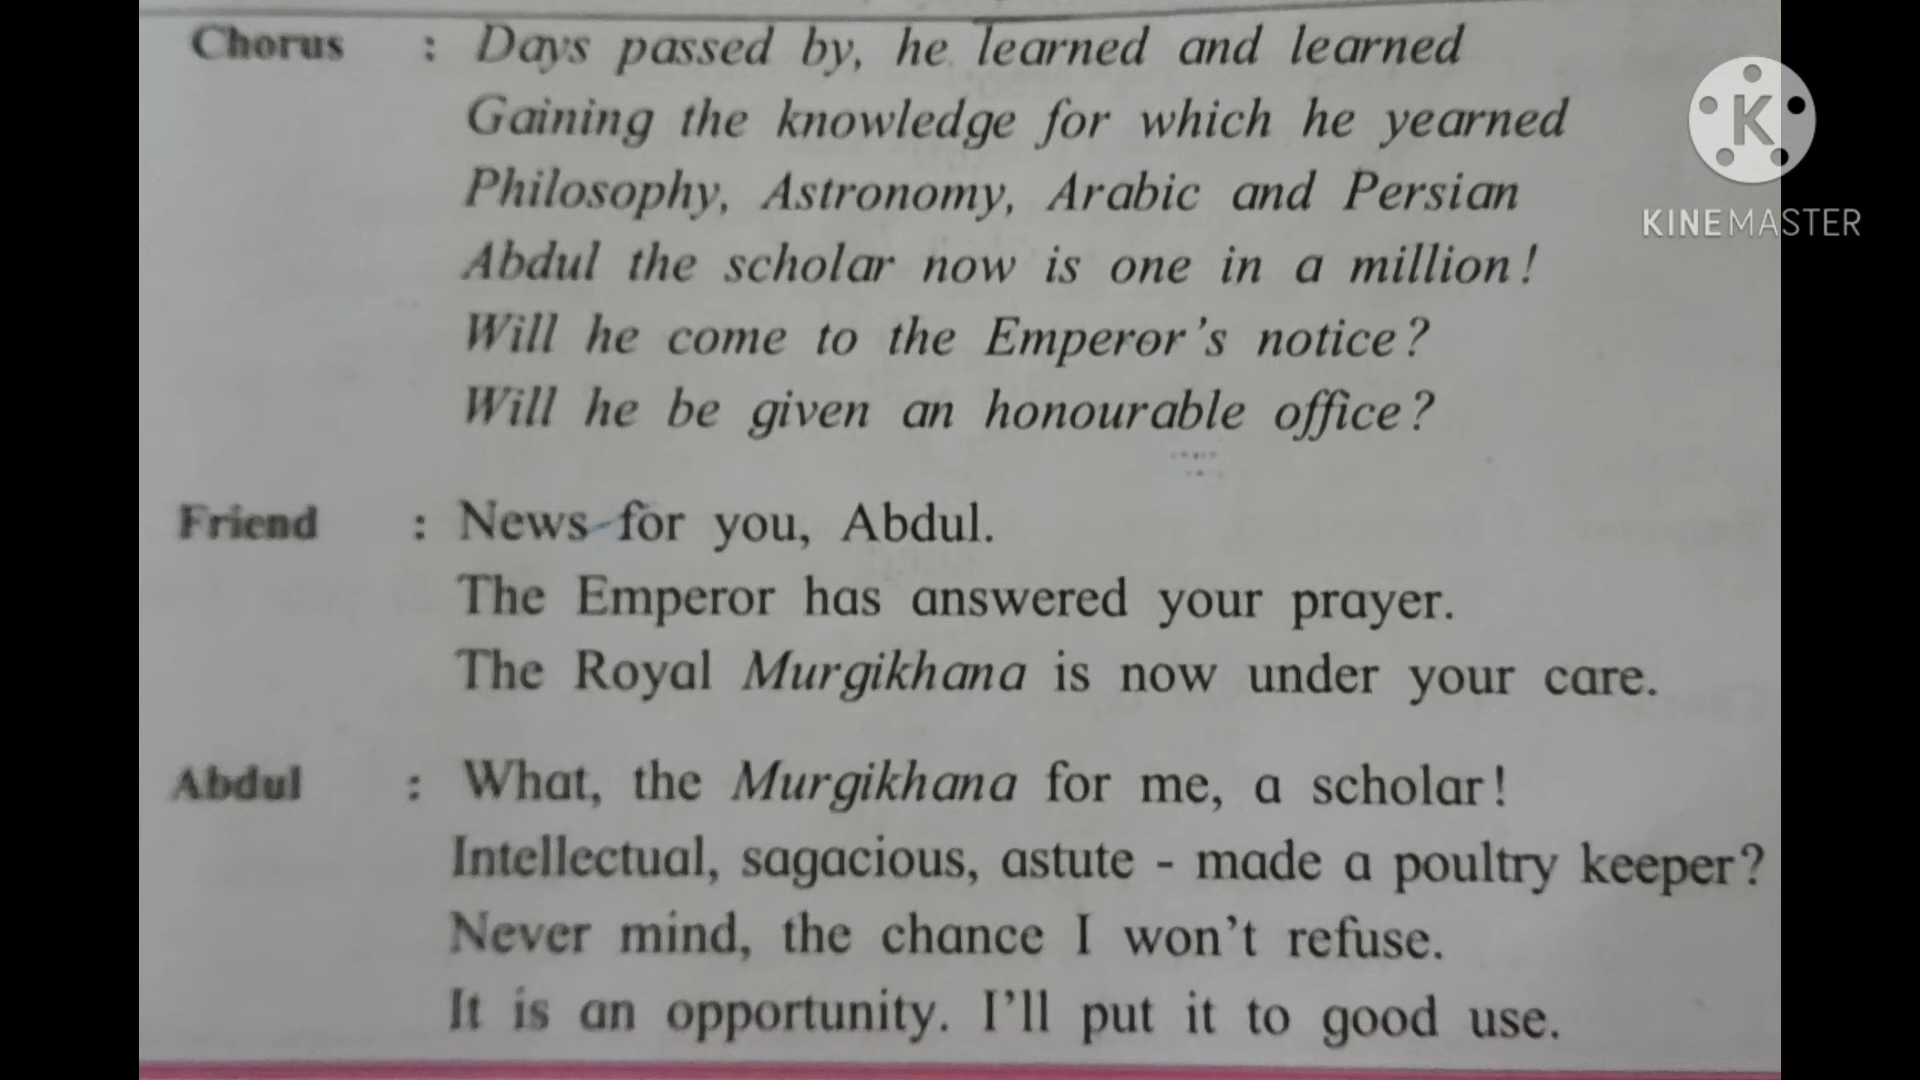 Chorus : Days passed by, he learned and learned
Gaining the knowledge for which he yearned
Philosophy, Astronomy, Arabic and Persian
Abdul the scholar now is one in a million!
Will he come to the Emperor's notice?
Will he be given an honourable office?
Friend : News for you, Abdul.
The Emperor has answered your prayer.
The Royal Murgikhana is now under your care.
Abdul : What, the Murgikhana for me, a scholar!
Intellectual, sagacious, astute - made a poultry keeper?
Never mind, the chance I won't refuse.
It is an opportunity. I'll put it to good use.
K
KINEMASTER